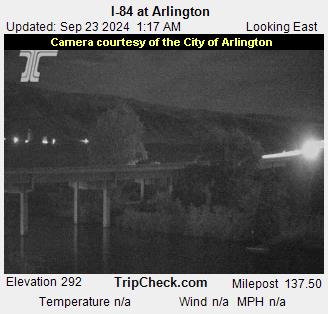 I-84 at Arlington
Updated: Sep 23 2024 1:17 AM Looking East
Camera courtesy of the City of Arlington
Elevation 292 TripCheck.com Milepost 137.50
Temperature n/a Wind n/a MPH n/a